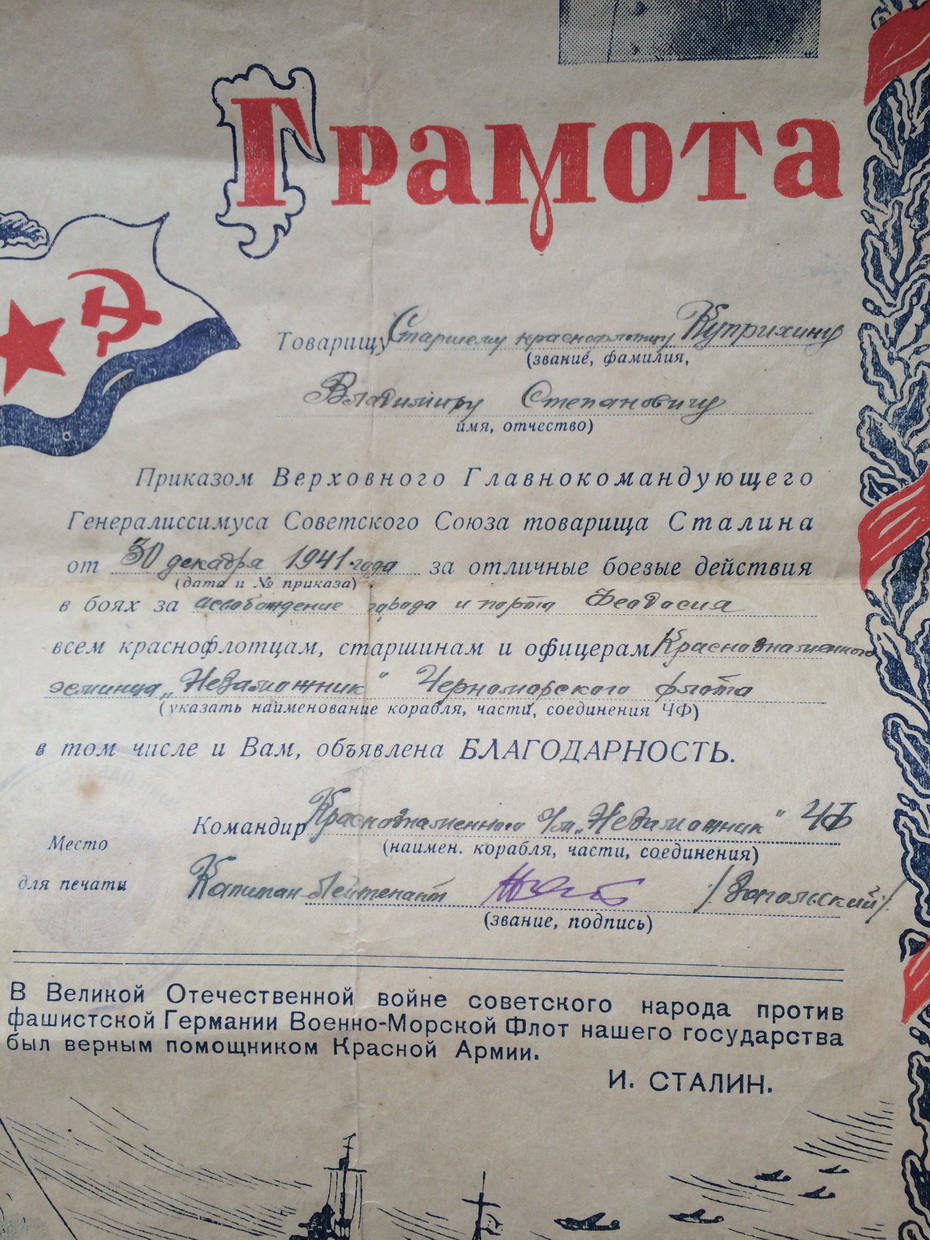 Грамота
Товарищу Старшему краснофлотцу Кутрихину
(звание, фамилия,
Владимиру Степановичу
имя, отчество)
Приказом Верховного Главнокомандующего
Генералиссимуса Советского Союза товарища Сталина
от 30 декабря 1941 года за отличные боевые действия
(дата и № приказа)
в боях за освобождение города и порта Феодосия
всем краснофлотцам, старшинам и офицерам Краснознаменного
эсминца „Незаможник" Черноморского флота
(указать наименование корабля, части, соединения ЧФ)
в том числе и Вам, объявлена БЛАГОДАРНОСТЬ.
Командир Краснознаменного „Незаможник" ЧФ
(наимен. корабля, части, соединения)
Место
для печати
Капитан-Лейтенант
(звание, подпись)
В Великой Отечественной войне советского народа против
фашистской Германии Военно-Морской Флот нашего государства
был верным помощником Красной Армии.
И. СТАЛИН.